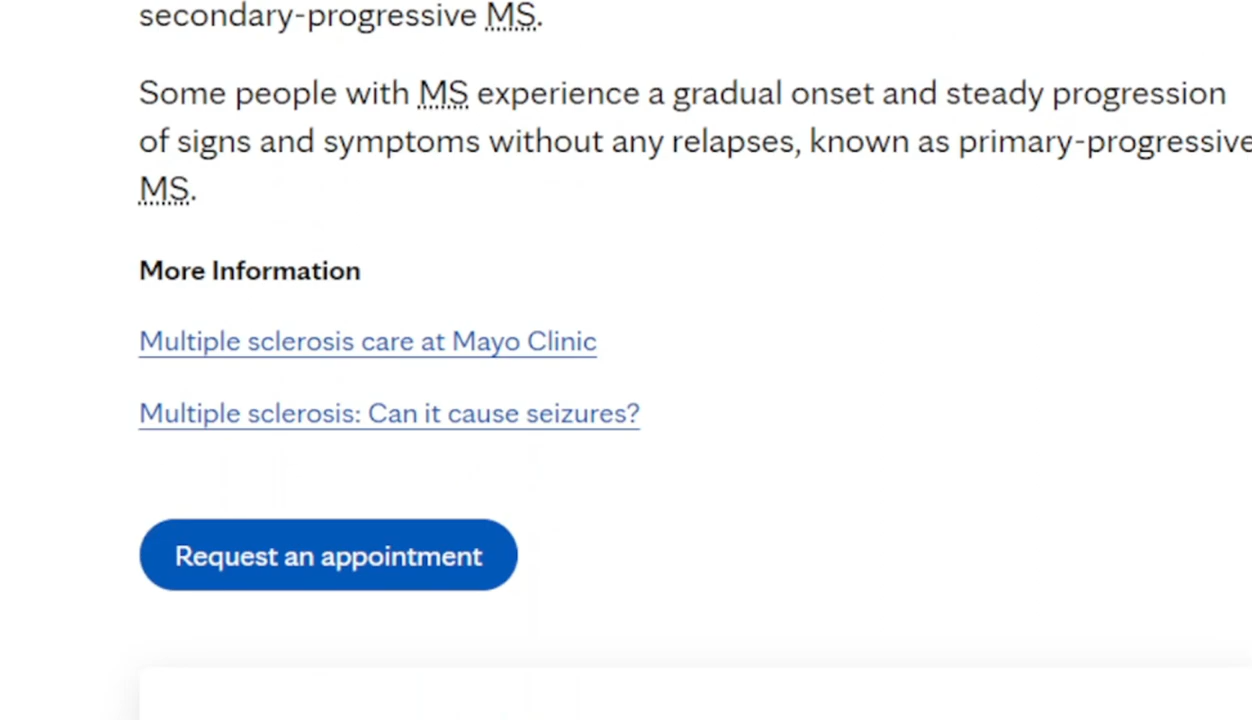 secondary-progressive MS.
Some people with MS experience a gradual onset and steady progression
of signs and symptoms without any relapses, known as primary-progressive
MS.
More Information
Multiple sclerosis care at Mayo Clinic
Multiple sclerosis: Can it cause seizures?
Request an appointment